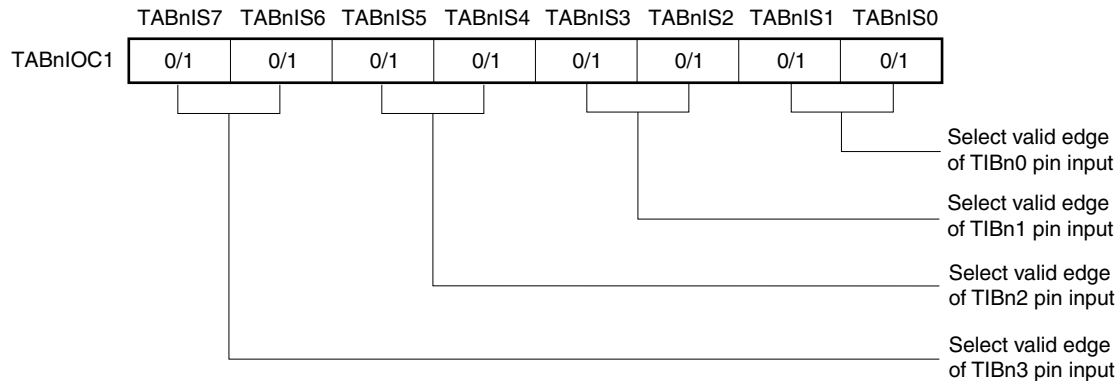 TABnIS7 TABnIS6 TABnIS5 TABnIS4 TABnIS3 TABnIS2 TABnIS1 TABnIS0
TABnIOC1 0/1 0/1 0/1 0/1 0/1 0/1 0/1 0/1
Select valid edge
of TIBn0 pin input
Select valid edge
of TIBn1 pin input
Select valid edge
of TIBn2 pin input
Select valid edge
of TIBn3 pin input